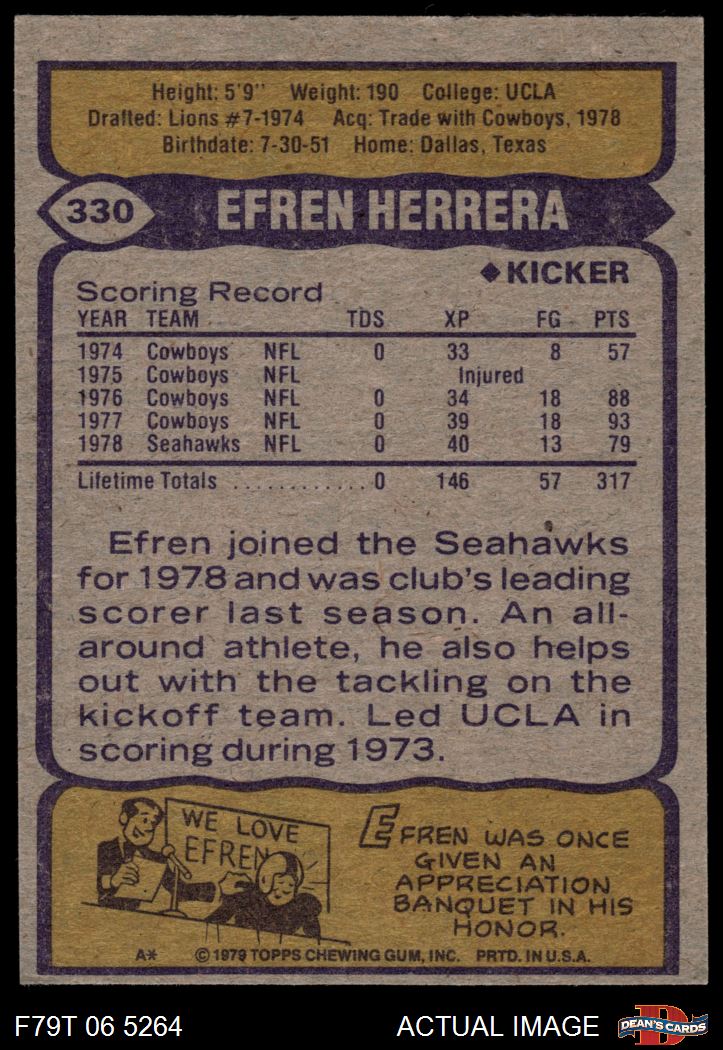 Height: 5'9" Weight: 190 College: UCLA
Drafted: Lions #7-1974 Acq: Trade with Cowboys, 1978
Birthdate: 7-30-51 Home: Dallas, Texas
330 EFREN HERRERA
◆KICKER
Scoring Record
YEAR TEAM TDS XP FG PTS
1974 Cowboys NFL 0 33 8 57
1975 Cowboys NFL Injured
1976 Cowboys NFL 0 34 18 88
1977 Cowboys NFL 0 39 18 93
1978 Seahawks NFL 0 40 13 79
Lifetime Totals ............ 0 146 57 317
Efren joined the Seahawks
for 1978 and was club's leading
scorer last season. An all-
around athlete, he also helps
out with the tackling on the
kickoff team. Led UCLA in
scoring during 1973.
WE LOVE
EFREN
EFREN WAS ONCE
GIVEN AN
APPRECIATION
BANQUET IN HIS
HONOR.
A* © 1979 TOPPS CHEWING GUM, INC. PRTD. IN U.S.A.
F79T 06 5264 ACTUAL IMAGE DEAN'S CARDS